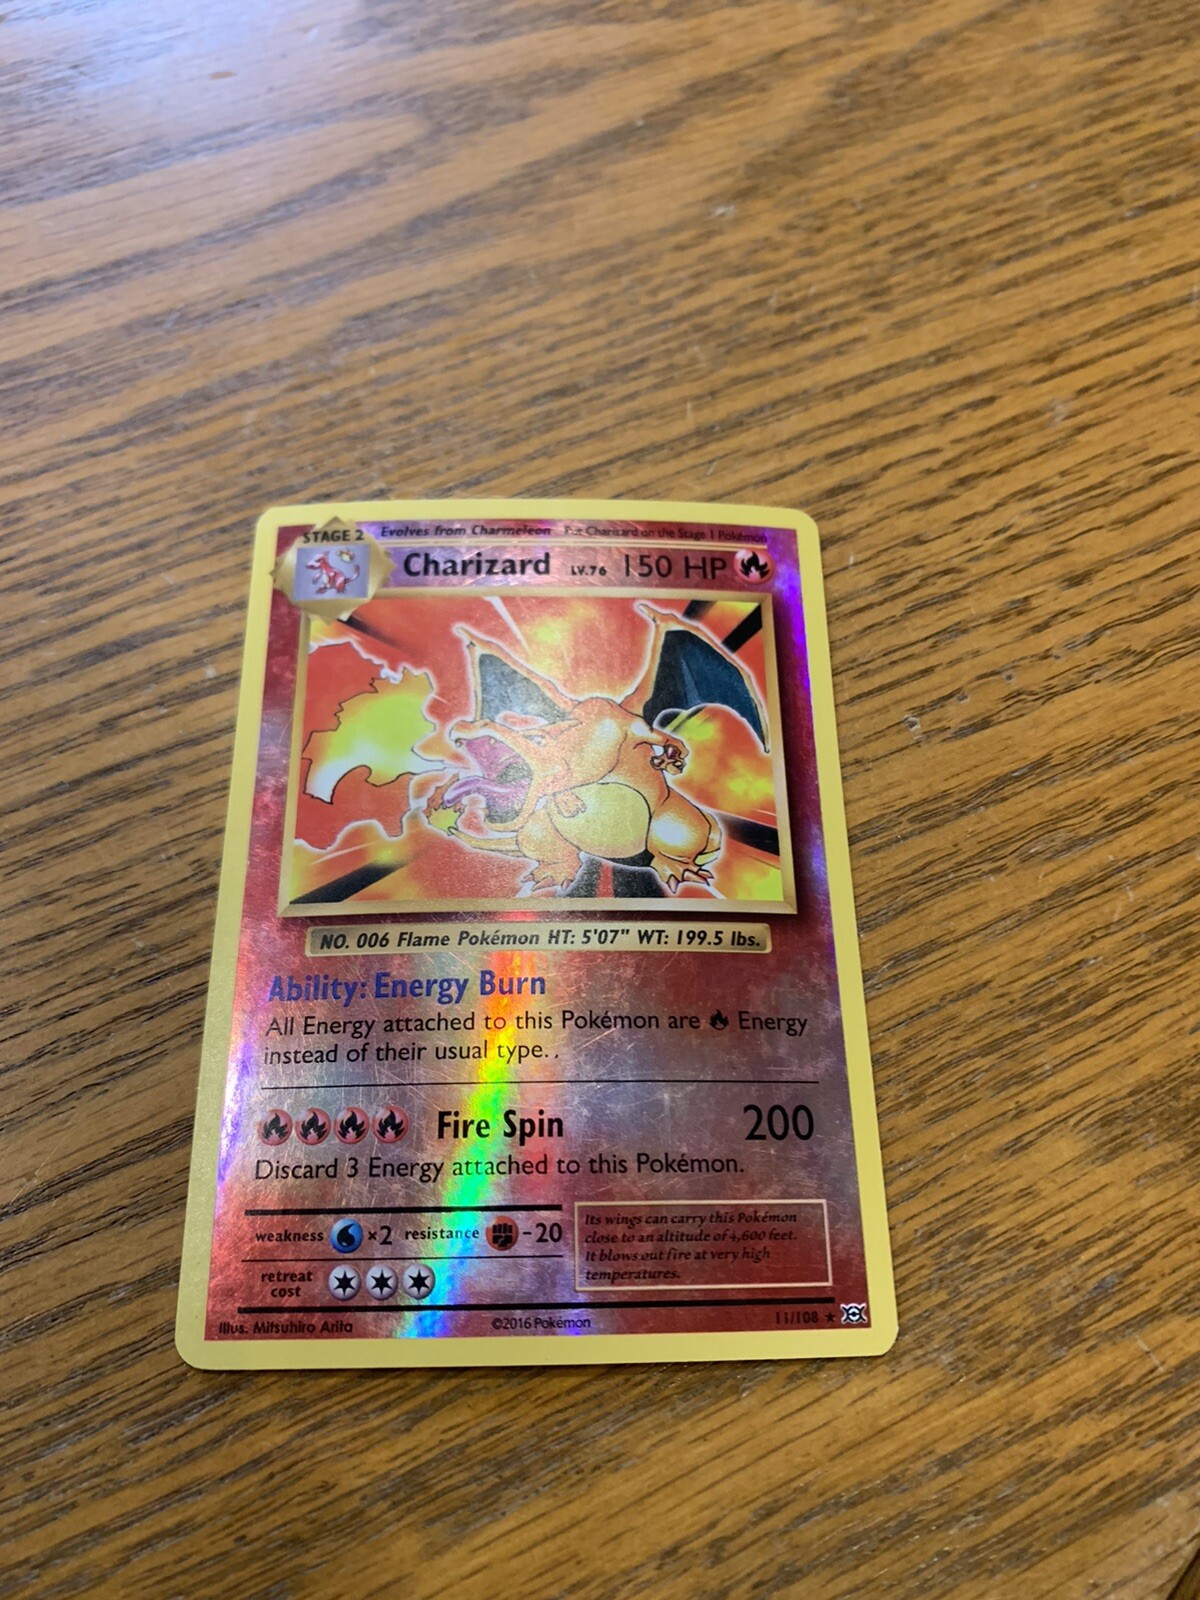 STAGE 2 Evolves from Charmeleon Put Charizard on the Stage 1 Pokémon
Charizard LV.76 150 HP
NO. 006 Flame Pokémon HT: 5'07" WT: 199.5 lbs.
Ability: Energy Burn
All Energy attached to this Pokémon are Energy
instead of their usual type. .
Fire Spin 200
Discard 3 Energy attached to this Pokémon.
weakness ×2 resistance -20
retreat
cost
Its wings can carry this Pokémon
close to an altitude of 4,600 feet.
It blows out fire at very high
temperatures.
Illus. Mitsuhiro Arita ©2016 Pokémon 11/108 ★